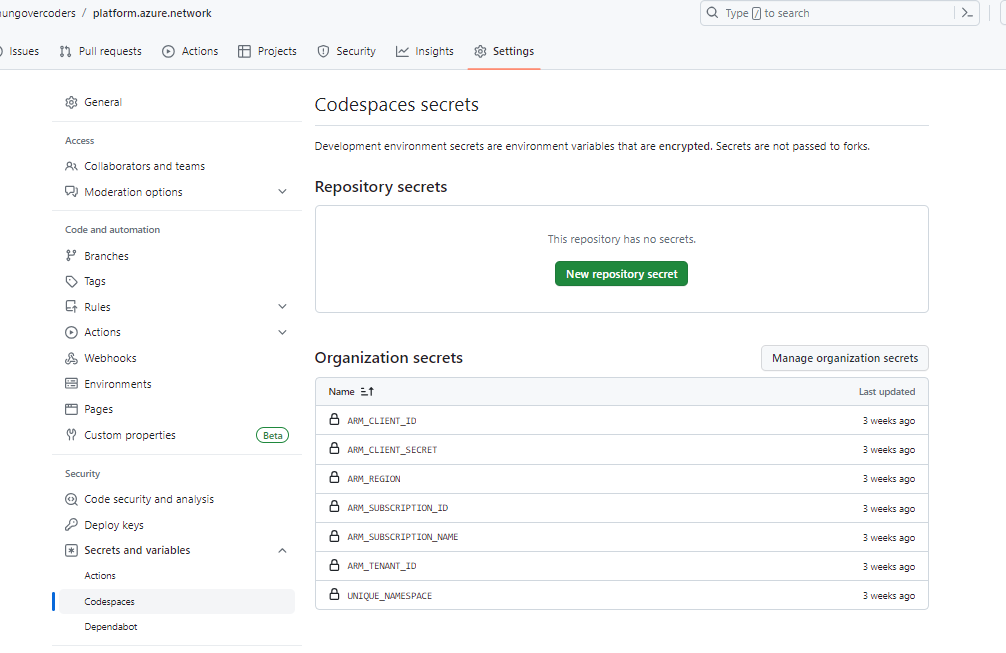 ungovercoders / platform.azure.network
Type / to search
Issues Pull requests Actions Projects Security Insights Settings
General
Access
Collaborators and teams
Moderation options
Code and automation
Branches
Tags
Rules
Actions
Webhooks
Environments
Pages
Custom properties Beta
Security
Code security and analysis
Deploy keys
Secrets and variables
Actions
Codespaces
Dependabot
Codespaces secrets
Development environment secrets are environment variables that are encrypted. Secrets are not passed to forks.
Repository secrets
This repository has no secrets.
New repository secret
Organization secrets Manage organization secrets
Name Last updated
ARM_CLIENT_ID 3 weeks ago
ARM_CLIENT_SECRET 3 weeks ago
ARM_REGION 3 weeks ago
ARM_SUBSCRIPTION_ID 3 weeks ago
ARM_SUBSCRIPTION_NAME 3 weeks ago
ARM_TENANT_ID 3 weeks ago
UNIQUE_NAMESPACE 3 weeks ago